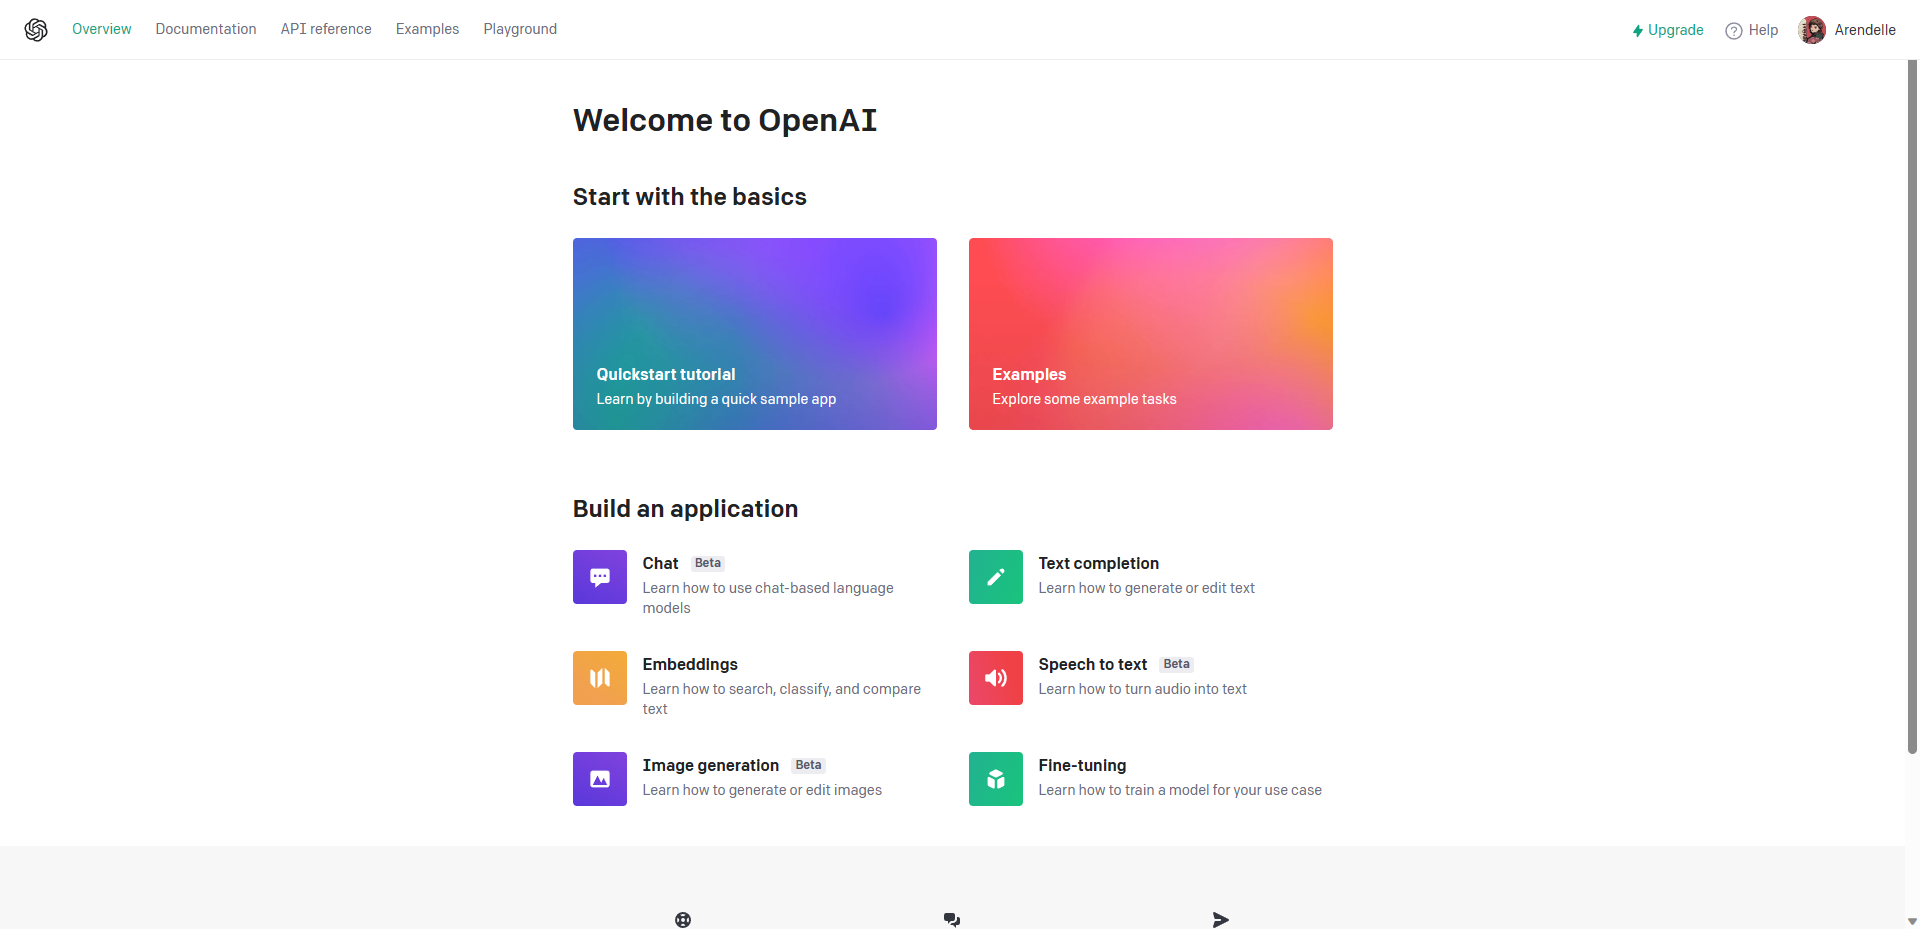 Overview
Documentation
API reference
Examples
Playground
Upgrade
Help
Arendelle
Welcome to OpenAI
Start with the basics
Quickstart tutorial
Learn by building a quick sample app
Examples
Explore some example tasks
Build an application
Chat Beta
Learn how to use chat-based language
models
Text completion
Learn how to generate or edit text
Embeddings
Learn how to search, classify, and compare
text
Speech to text Beta
Learn how to turn audio into text
Image generation Beta
Learn how to generate or edit images
Fine-tuning
Learn how to train a model for your use case